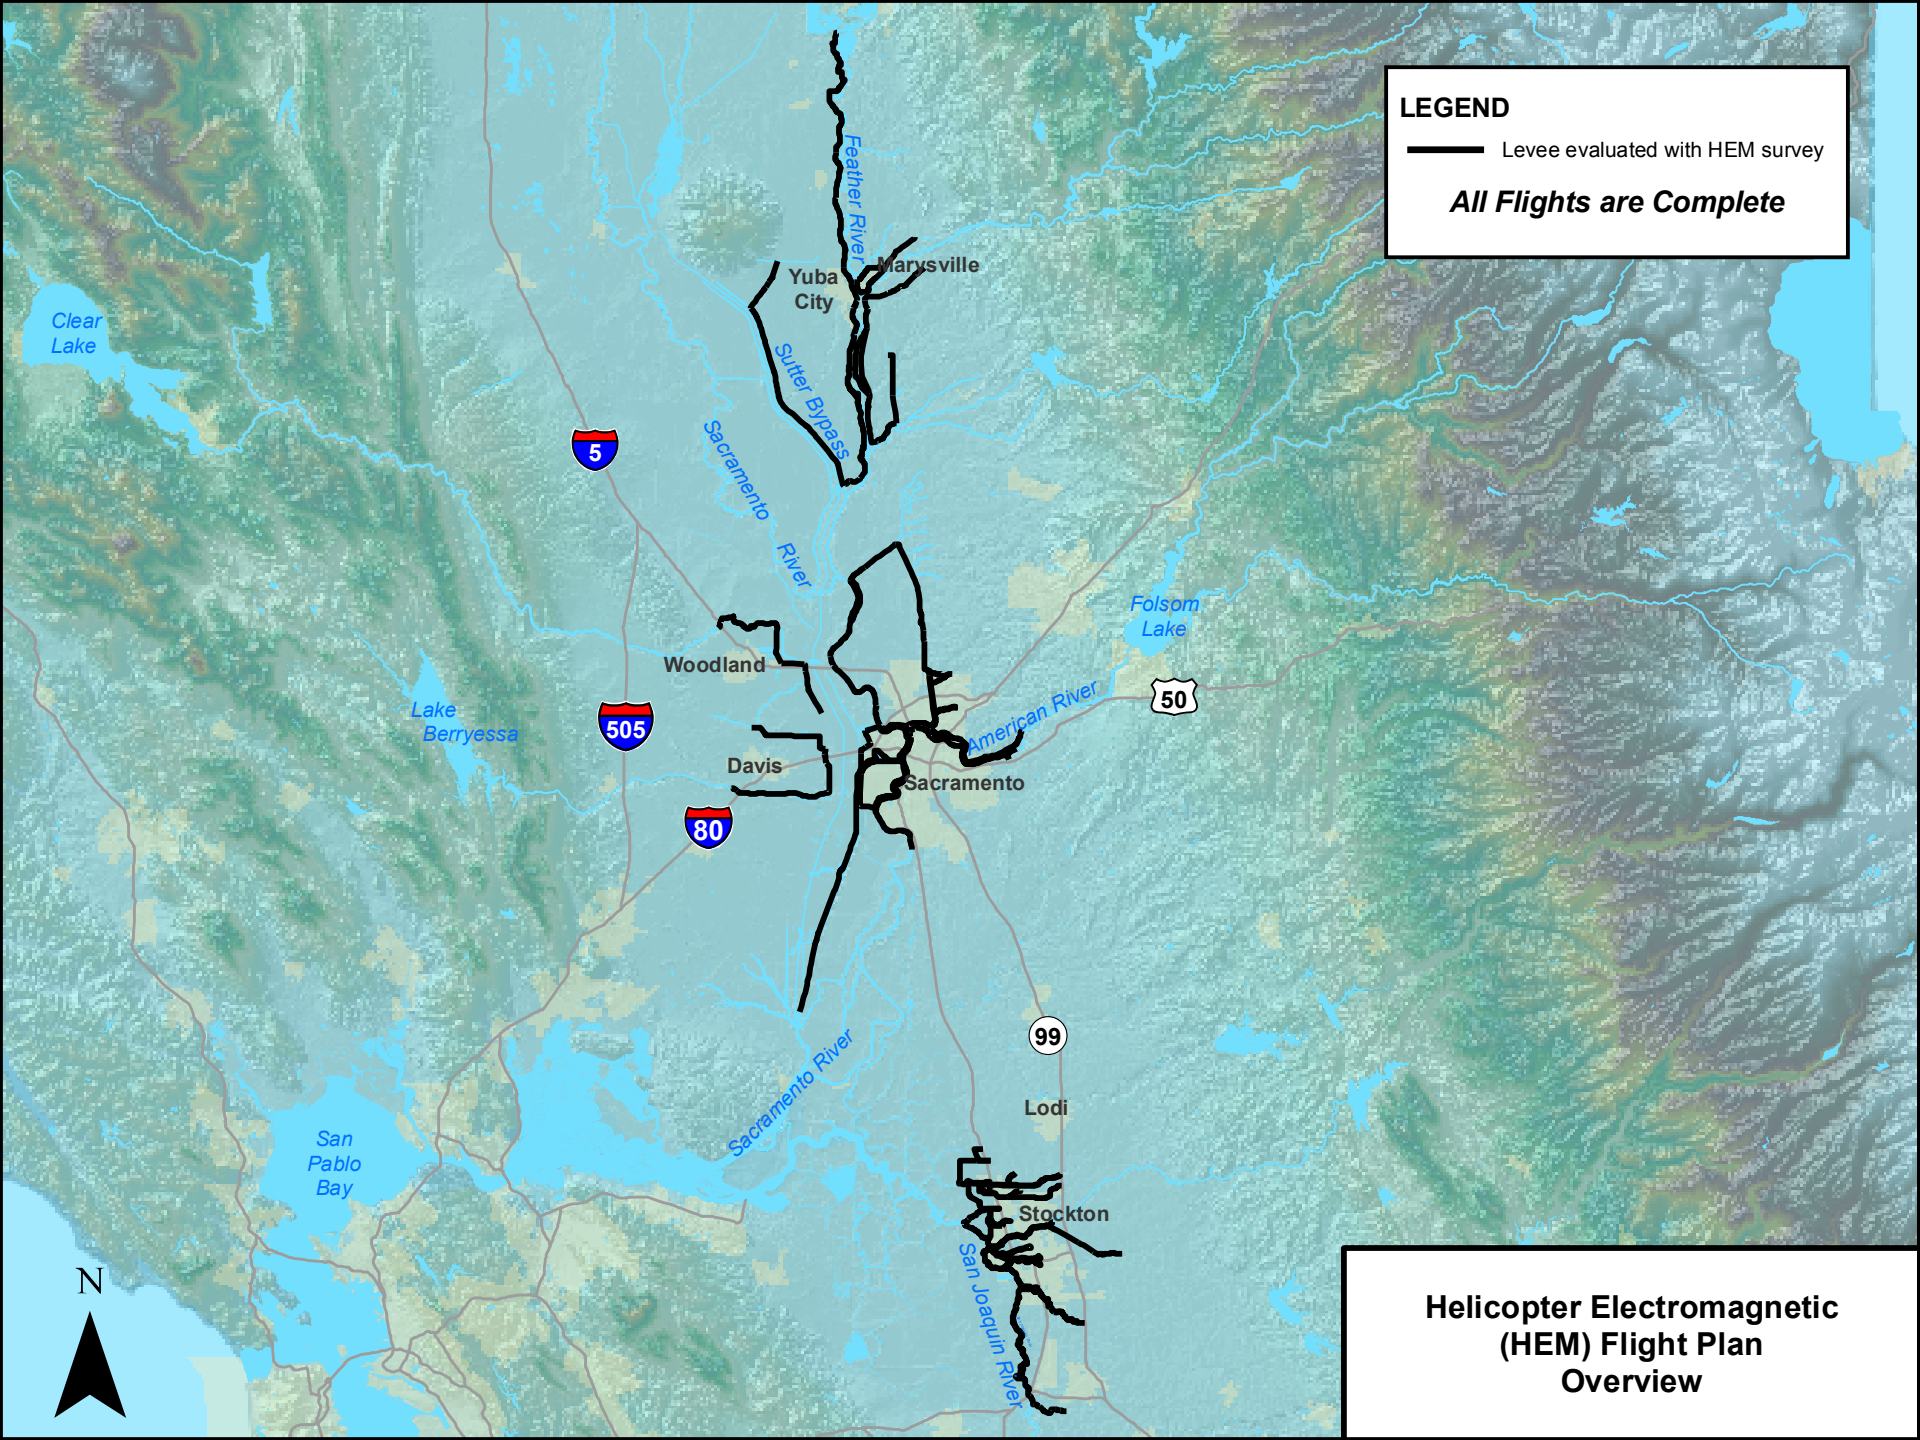 LEGEND
Levee evaluated with HEM survey
All Flights are Complete
Feather River
Marysville
Yuba
City
Clear
Lake
Sutter Bypass
Sacramento
River
5
Folsom
Lake
Woodland
American River
50
Lake
Berryessa
505
Davis
Sacramento
80
99
Sacramento River
Lodi
San
Pablo
Bay
Stockton
San Joaquin River
N
Helicopter Electromagnetic
(HEM) Flight Plan
Overview